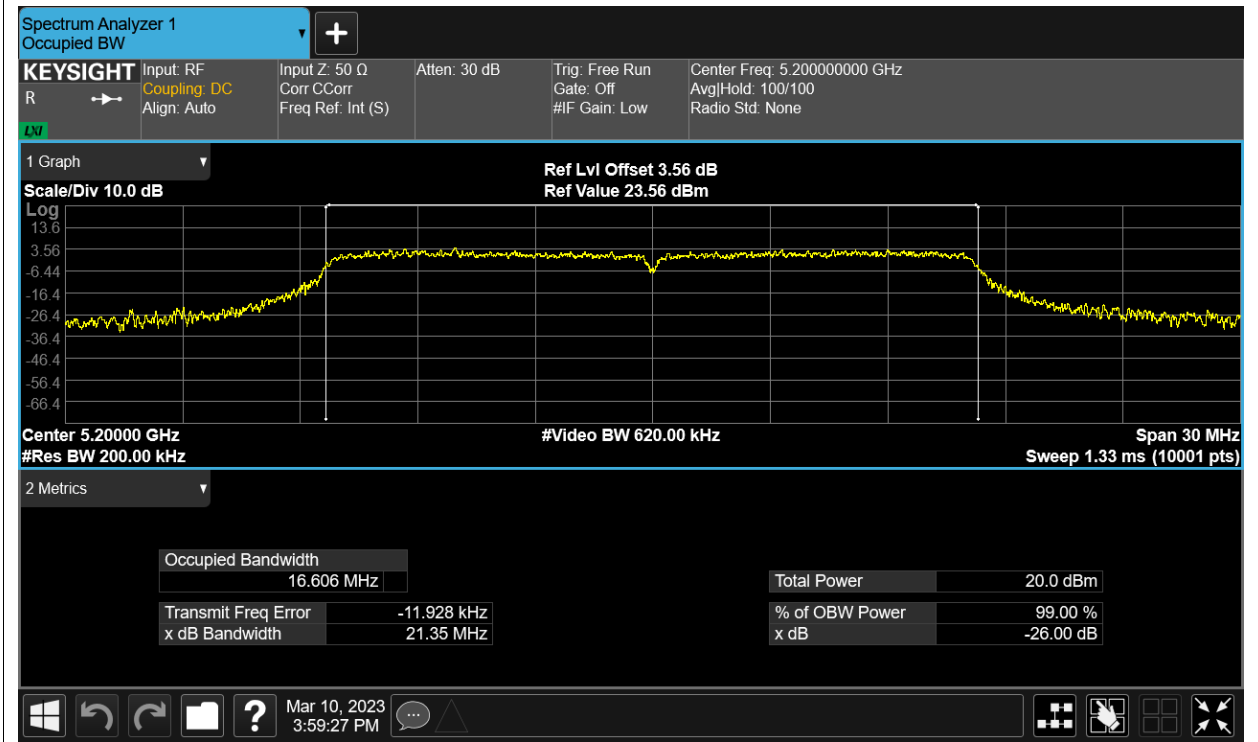 Spectrum Analyzer 1
Occupied BW
KEYSIGHT
R
LXI
Input: RF
Coupling: DC
Align: Auto
Input Z: 50 Ω
Corr CCorr
Freq Ref: Int (S)
Atten: 30 dB
Trig: Free Run
Gate: Off
#IF Gain: Low
Center Freq: 5.200000000 GHz
Avg|Hold: 100/100
Radio Std: None
1 Graph
Scale/Div 10.0 dB
Ref Lvl Offset 3.56 dB
Ref Value 23.56 dBm
Log
13.6
3.56
-6.44
-16.4
-26.4
-36.4
-46.4
-56.4
-66.4
Center 5.20000 GHz
#Video BW 620.00 kHz
Span 30 MHz
#Res BW 200.00 kHz
Sweep 1.33 ms (10001 pts)
2 Metrics
Occupied Bandwidth
16.606 MHz
Total Power 20.0 dBm
Transmit Freq Error -11.928 kHz
% of OBW Power 99.00 %
x dB Bandwidth 21.35 MHz
x dB -26.00 dB
?
Mar 10, 2023
3:59:27 PM